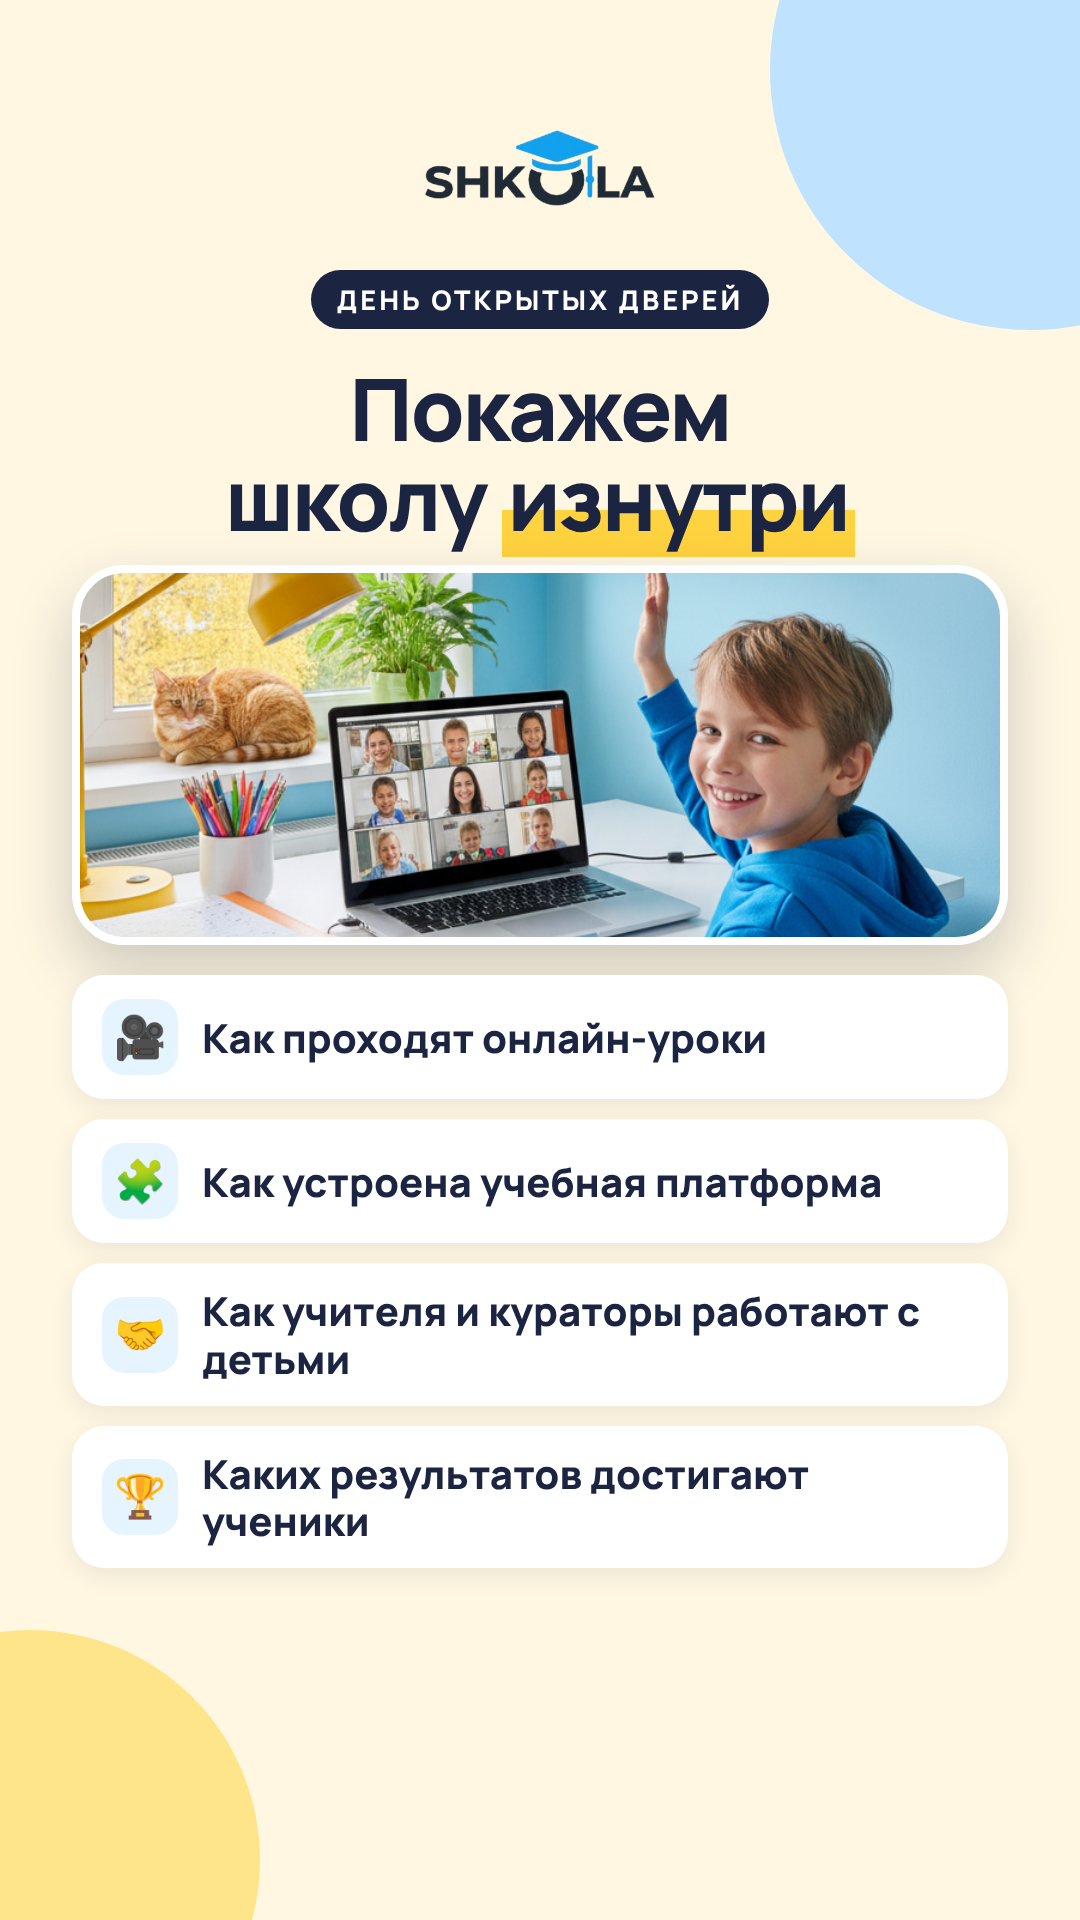 SHKOLA
ДЕНЬ ОТКРЫТЫХ ДВЕРЕЙ
Покажем
школу изнутри
Как проходят онлайн-уроки
Как устроена учебная платформа
Как учителя и кураторы работают с
детьми
Каких результатов достигают
ученики